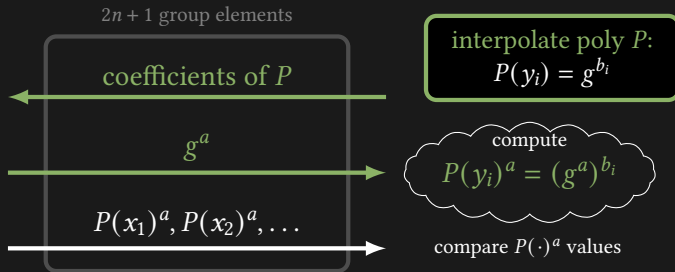 2n + 1 group elements
interpolate poly P:
P(y_i) = g^{b_i}
coefficients of P
g^a
compute
P(y_i)^a = (g^a)^{b_i}
P(x_1)^a, P(x_2)^a, . . .
compare P(·)^a values